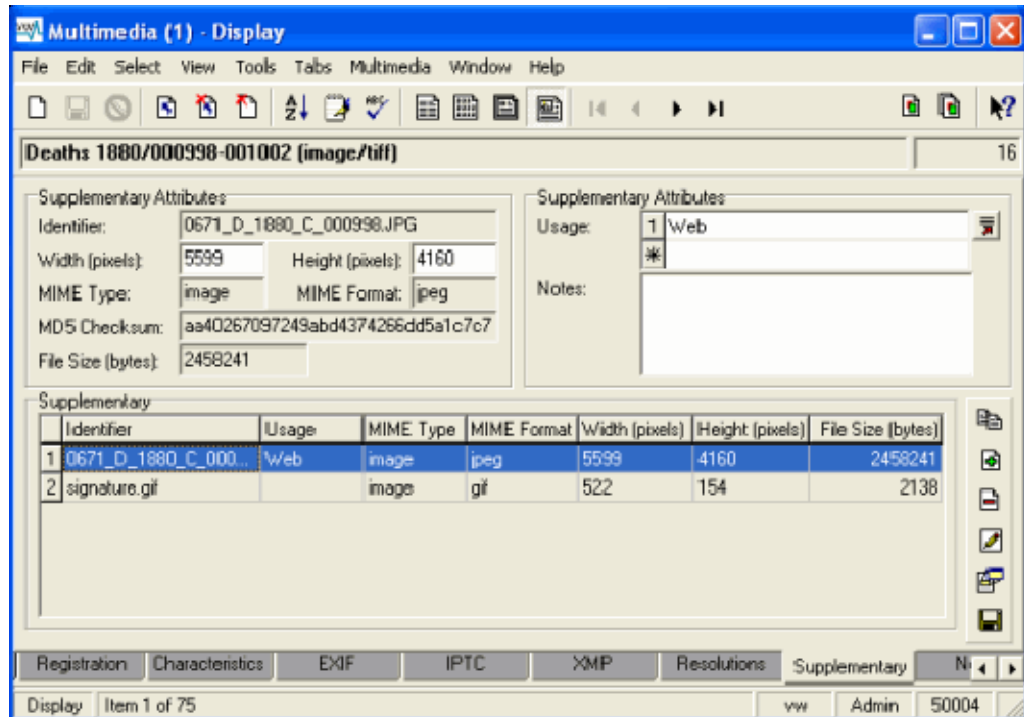 Multimedia (1) - Display
File Edit Select View Tools Tabs Multimedia Window Help
Deaths 1880/000998-001002 (image/tiff) 16
Supplementary Attributes
Identifier: 0671_D_1880_C_000998.JPG
Width (pixels): 5599 Height (pixels): 4160
MIME Type: image MIME Format: jpeg
MD5 Checksum: aa40267097249abd4374266dd5a1c7c7
File Size (bytes): 2458241
Supplementary Attributes
Usage: 1 Web
Notes:
Supplementary
Identifier Usage MIME Type MIME Format Width (pixels) Height (pixels) File Size (bytes)
1 0671_D_1880_C_000... Web image jpeg 5599 4160 2458241
2 signature.gif image gif 522 154 2138
Registration Characteristics EXIF IPTC XMP Resolutions Supplementary
Display Item 1 of 75 vw Admin 50004